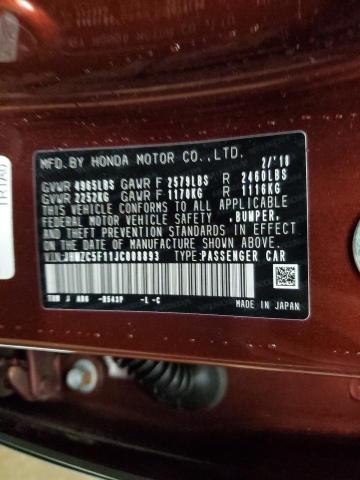 MFD.BY HONDA MOTOR CO.,LTD. 2/'18
GVWR 4965LBS GAWR F 2579LBS R 2460LBS
GVWR 2252KG GAWR F 1170KG R 1116KG
THIS VEHICLE CONFORMS TO ALL APPLICABLE
FEDERAL MOTOR VEHICLE SAFETY ,BUMPER,
AND THEFT PREVENTION STANDARDS IN EFFECT ON THE
DATE OF MANUFACTURE SHOWN ABOVE.
VIN:JHMZC5F11JC008893 TYPE:PASSENGER CAR
-L -C
MADE IN JAPAN